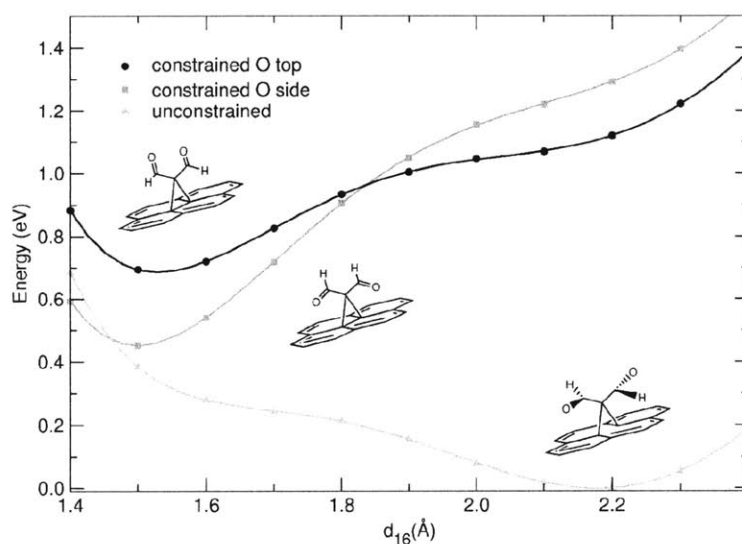 1.4
1.2
1.0
0.8
0.6
0.4
0.2
0.0
Energy (eV)
constrained O top
constrained O side
unconstrained
O O
H H
H H
O O
H O
O H
1.4 1.6 1.8 2.0 2.2
d16(Å)